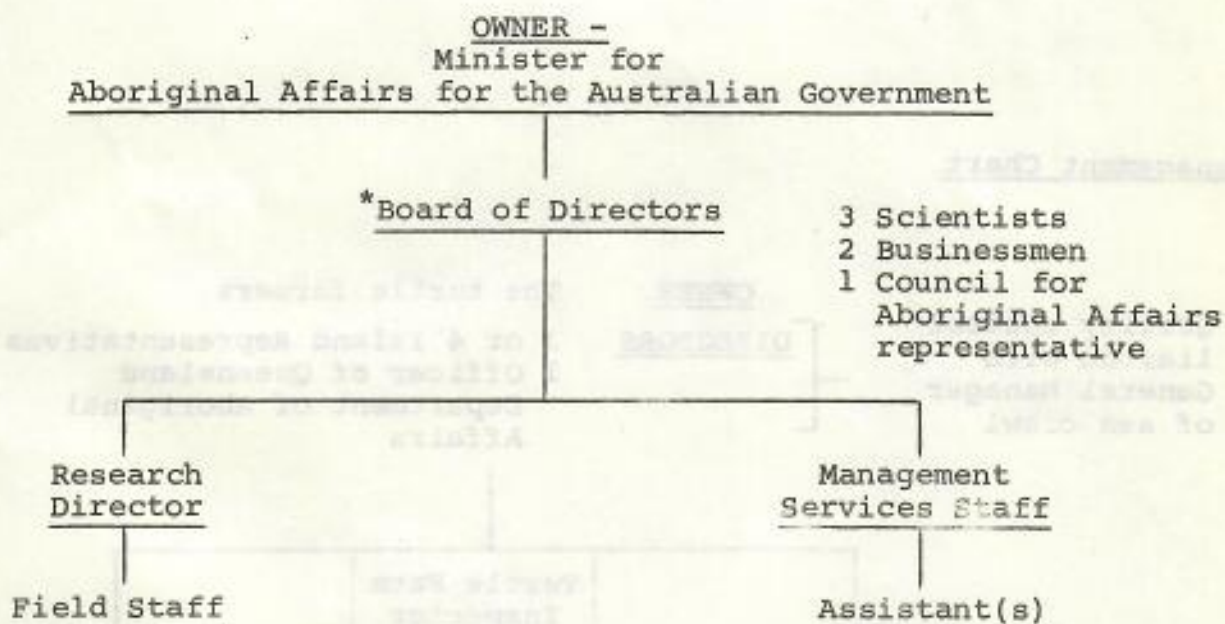 OWNER -
Minister for
Aboriginal Affairs for the Australian Government
*Board of Directors
3 Scientists
2 Businessmen
1 Council for
Aboriginal Affairs
representative
Research
Director
Management
Services Staff
Field Staff
Assistant(s)